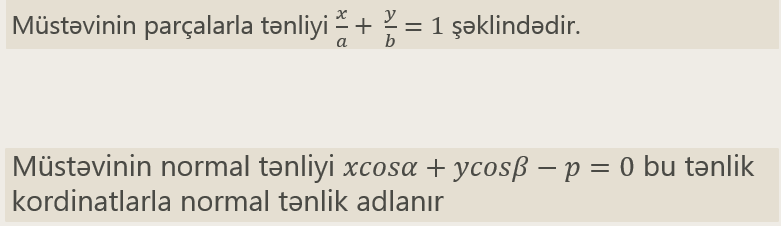 Müstəvinin parçalarla tənliyi x/a + y/b = 1 şəklindədir.
Müstəvinin normal tənliyi xcosα + ycosβ − p = 0 bu tənlik
kordinatlarla normal tənlik adlanır